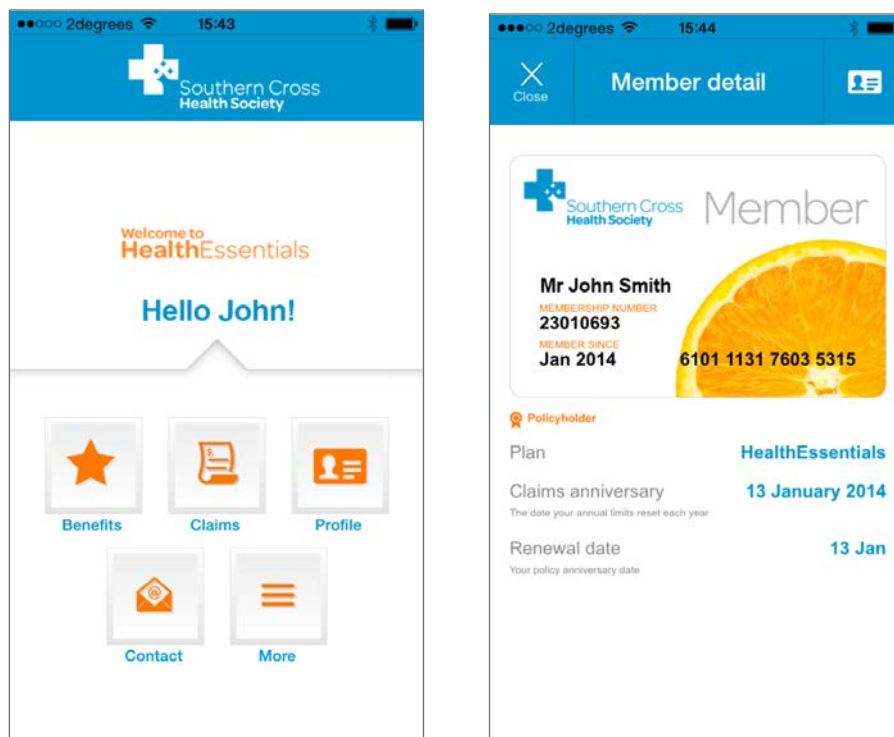 2degrees 15:43
Southern Cross
Health Society
Welcome to
HealthEssentials
Hello John!
Benefits Claims Profile
Contact More
2degrees 15:44
Close Member detail
Southern Cross
Health Society
Member
Mr John Smith
MEMBERSHIP NUMBER
23010693
MEMBER SINCE
Jan 2014 6101 1131 7603 5315
Policyholder
Plan HealthEssentials
Claims anniversary 13 January 2014
The date your annual limits reset each year
Renewal date 13 Jan
Your policy anniversary date